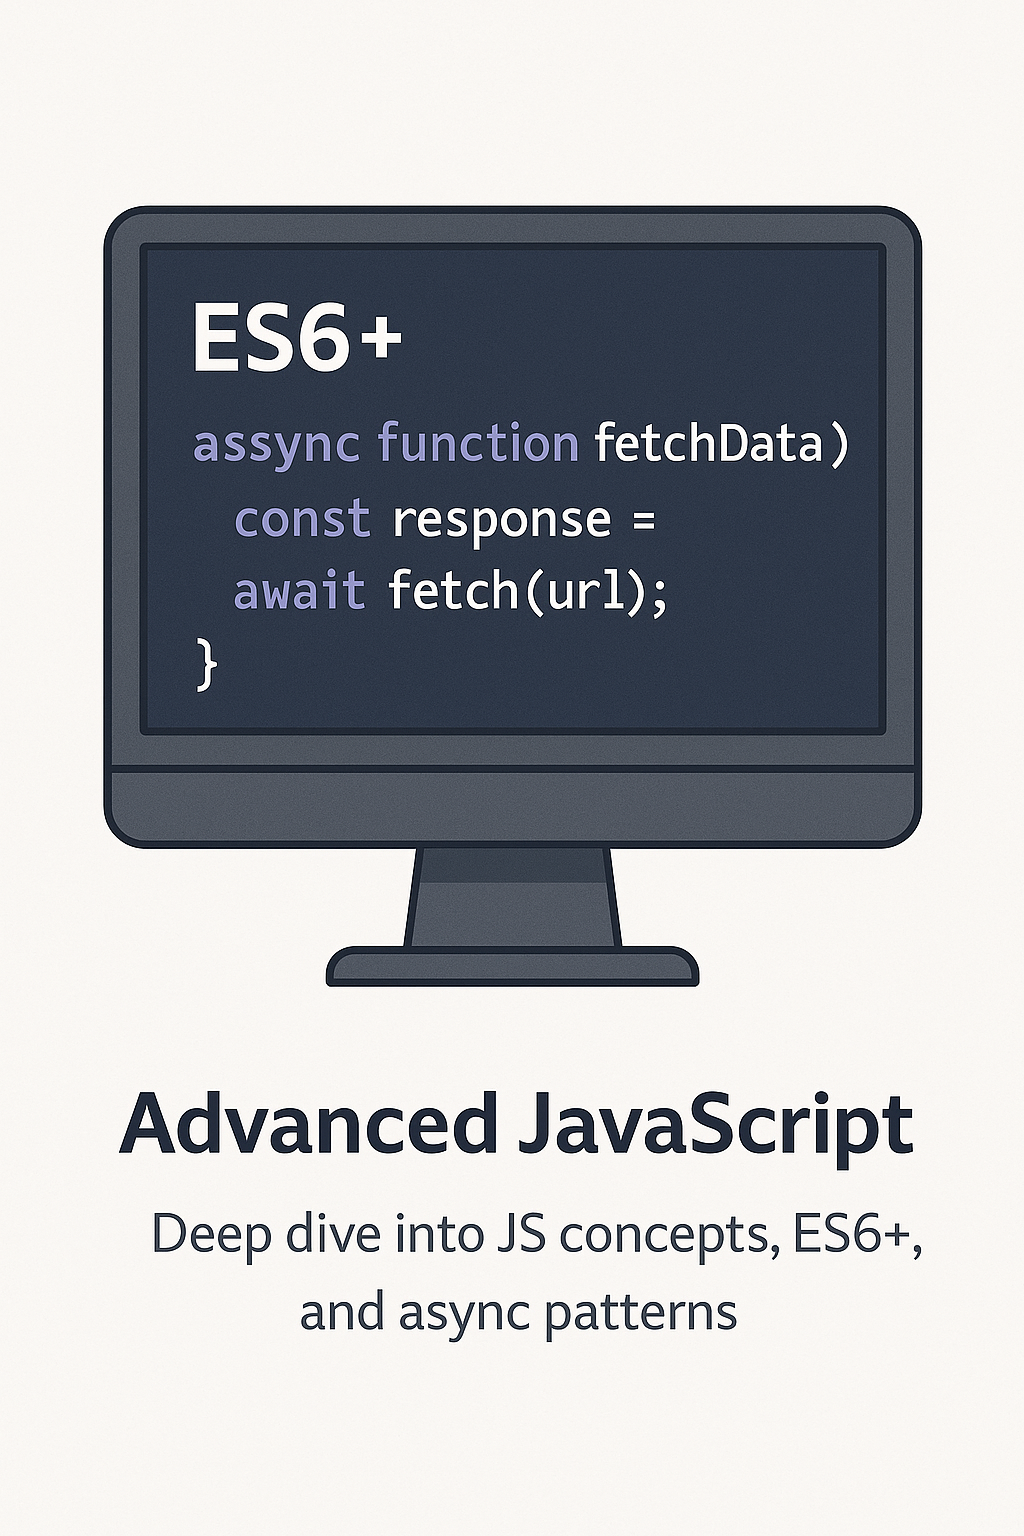 ES6+
assync function fetchData)
const response =
await fetch(url);
}
Advanced JavaScript
Deep dive into JS concepts, ES6+,
and async patterns